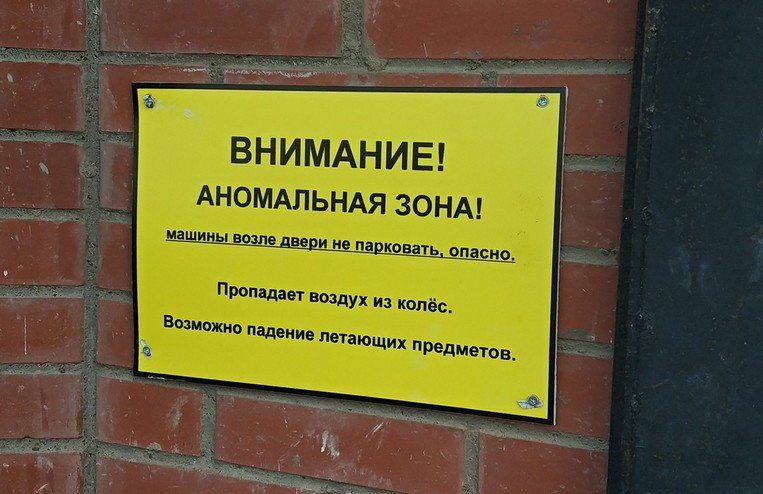 ВНИМАНИЕ!
АНОМАЛЬНАЯ ЗОНА!
машины возле двери не парковать, опасно.
Пропадает воздух из колёс.
Возможно падение летающих предметов.